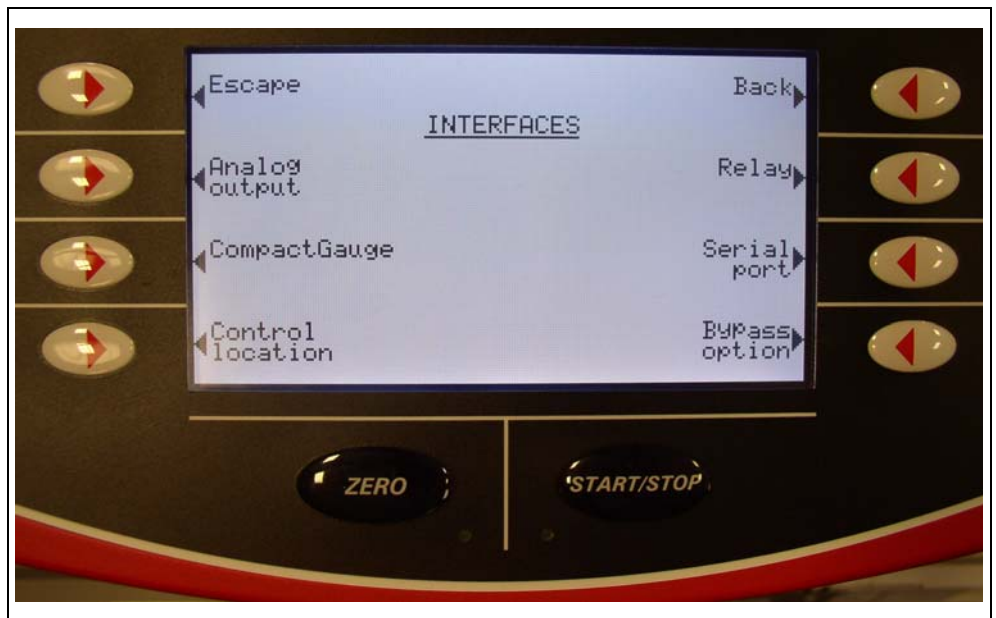 Escape
Back
INTERFACES
Analog
output
Relay
CompactGauge
Serial
port
Control
location
Bypass
option
ZERO
START/STOP